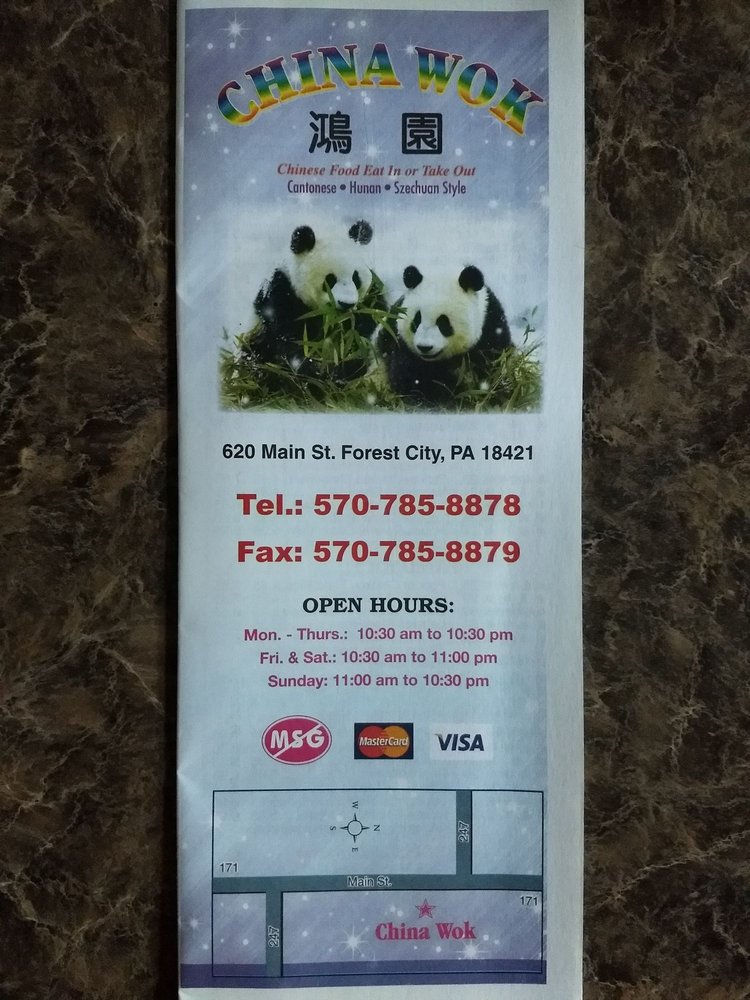 CHINA WOK
鴻 園
Chinese Food Eat In or Take Out
Cantonese • Hunan • Szechuan Style
620 Main St. Forest City, PA 18421
Tel.: 570-785-8878
Fax: 570-785-8879
OPEN HOURS:
Mon. - Thurs.: 10:30 am to 10:30 pm
Fri. & Sat.: 10:30 am to 11:00 pm
Sunday: 11:00 am to 10:30 pm
MSG
MasterCard
VISA
W
S
N
E
247
171
Main St.
171
247
China Wok